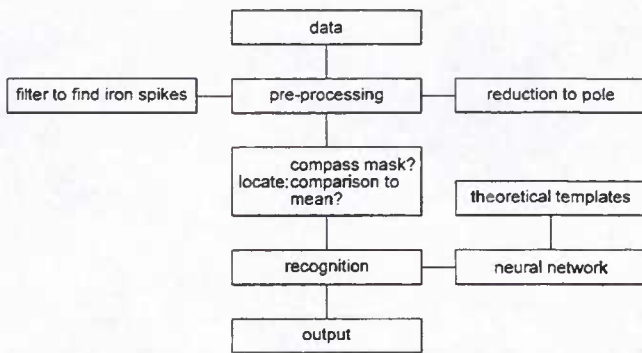 data
filter to find iron spikes
pre-processing
reduction to pole
compass mask?
locate: comparison to
mean?
theoretical templates
recognition
neural network
output